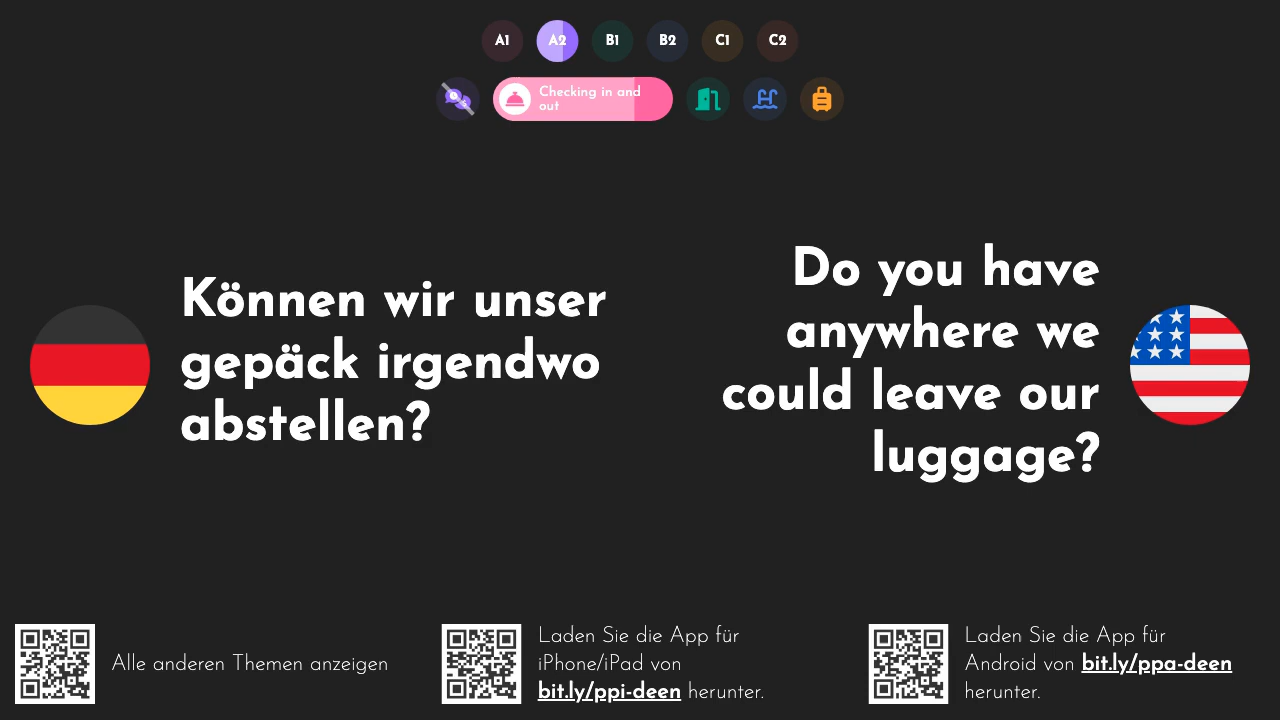 A1 A2 B1 B2 C1 C2
Checking in and
out
Können wir unser
gepäck irgendwo
abstellen?
Do you have
anywhere we
could leave our
luggage?
Alle anderen Themen anzeigen
Laden Sie die App für
iPhone/iPad von
bit.ly/ppi-deen herunter.
Laden Sie die App für
Android von bit.ly/ppa-deen
herunter.